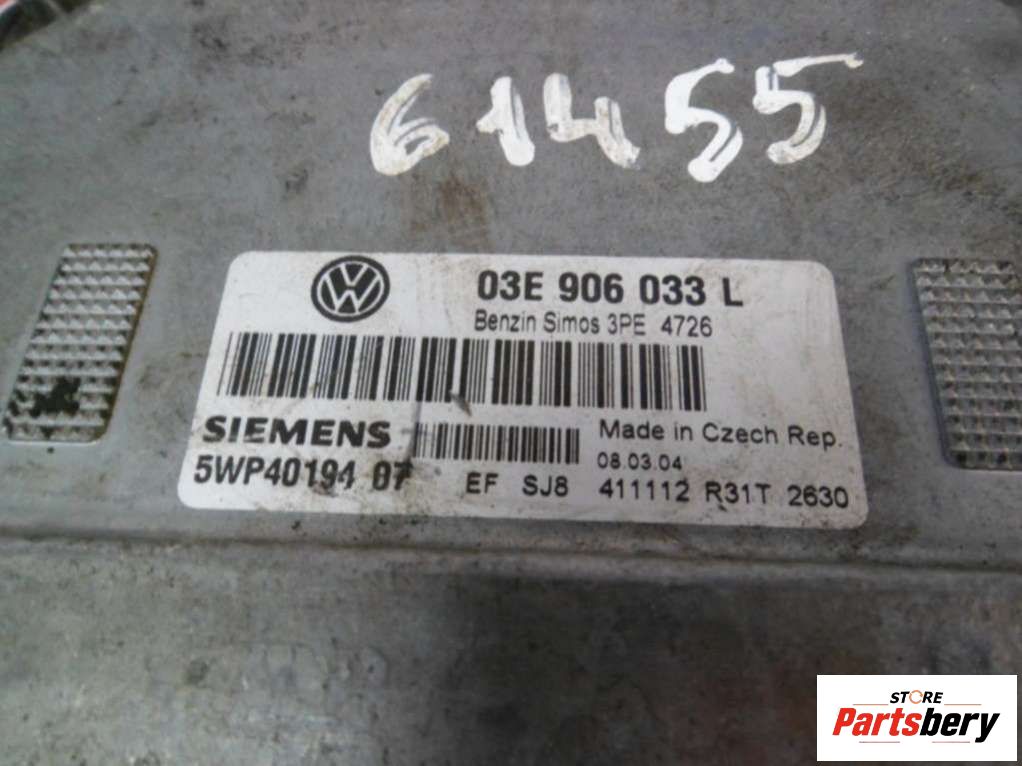 61455
VW
03E 906 033 L
Benzin Simos 3PE 4726
SIEMENS
Made in Czech Rep.
08.03.04
5WP40194 07
EF SJ8 411112 R31T 2630
STORE
Partsbery